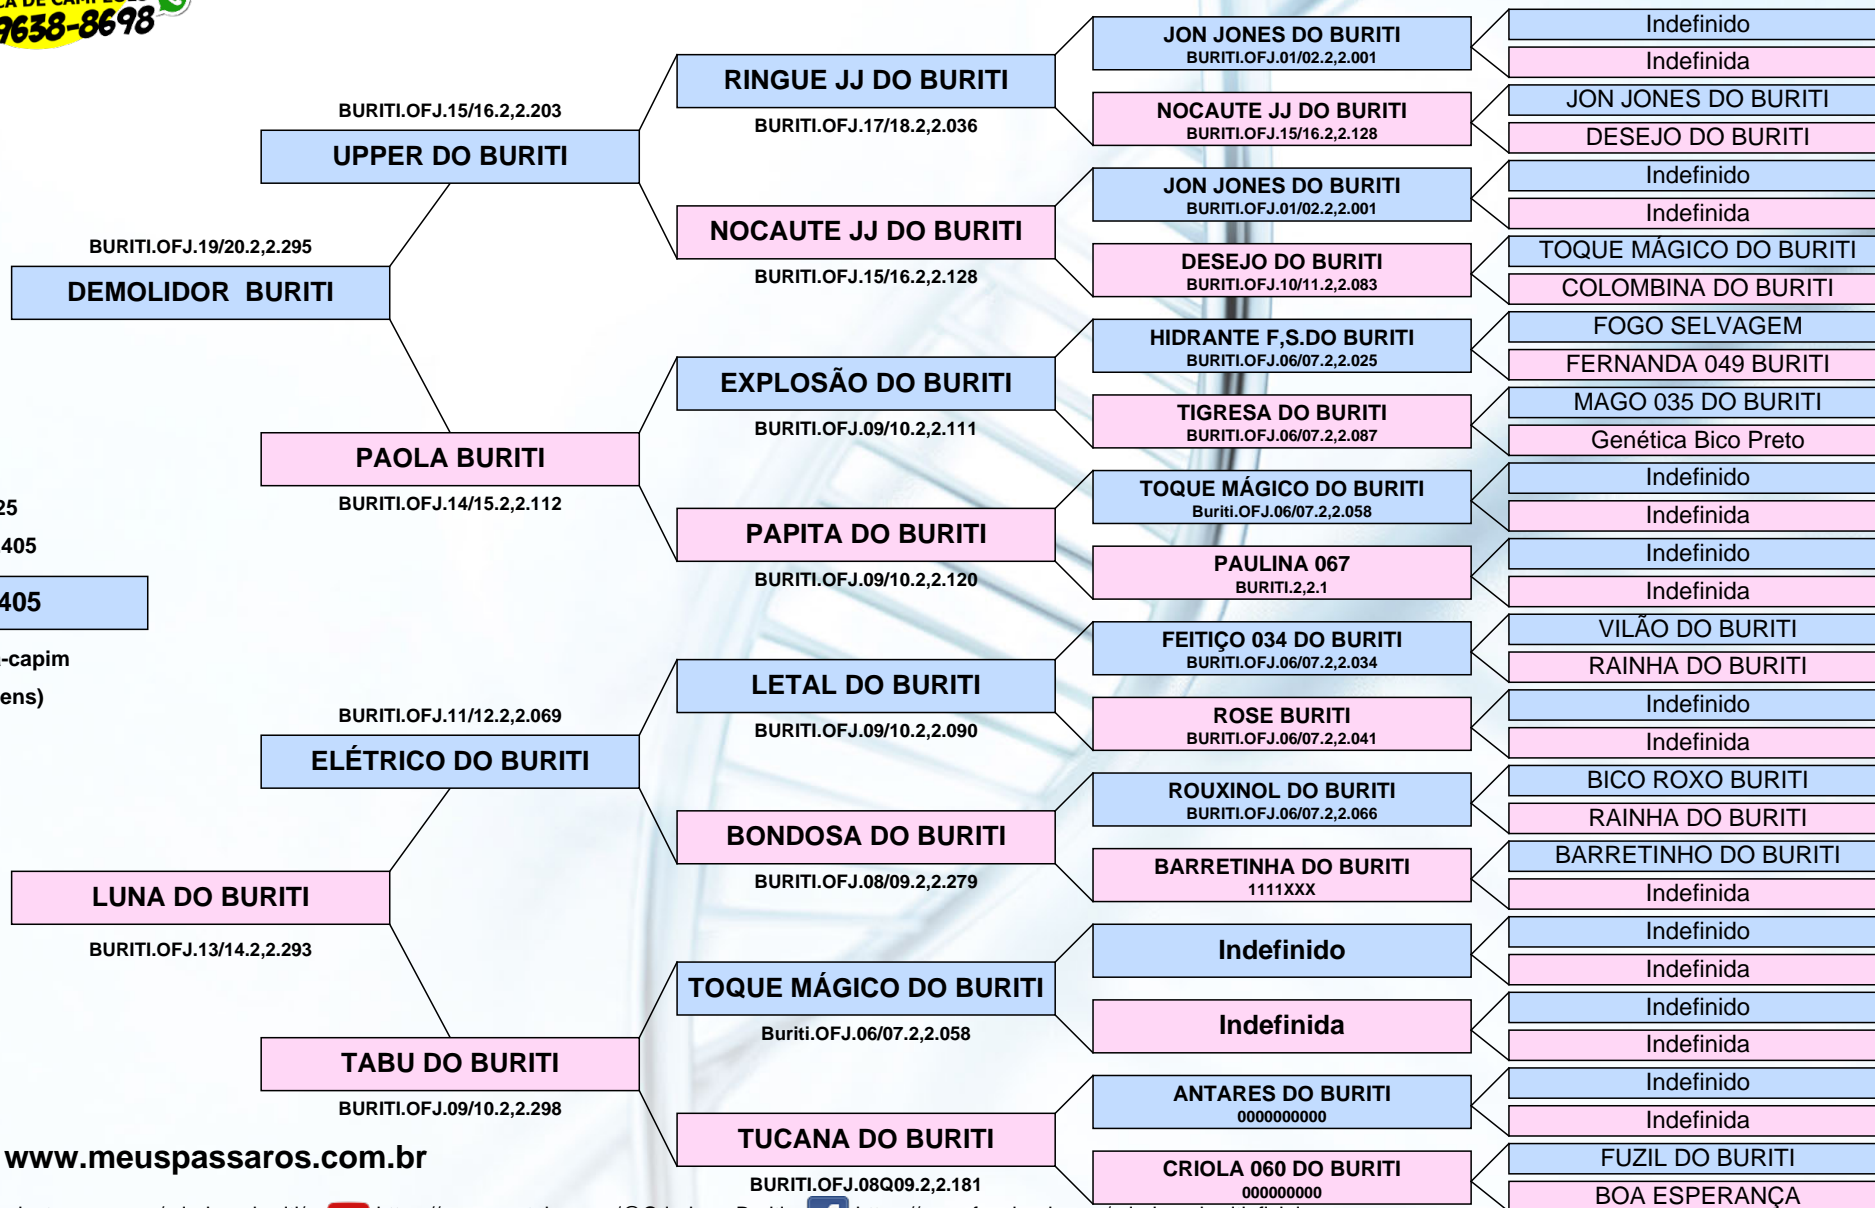 9638-8698
25
405
405
-capim
ens)
BURITI.OFJ.19/20.2,2.295
DEMOLIDOR BURITI
LUNA DO BURITI
BURITI.OFJ.13/14.2,2.293
BURITI.OFJ.15/16.2,2.203
UPPER DO BURITI
PAOLA BURITI
BURITI.OFJ.14/15.2,2.112
BURITI.OFJ.11/12.2,2.069
ELÉTRICO DO BURITI
TABU DO BURITI
BURITI.OFJ.09/10.2,2.298
RINGUE JJ DO BURITI
BURITI.OFJ.17/18.2,2.036
NOCAUTE JJ DO BURITI
BURITI.OFJ.15/16.2,2.128
EXPLOSÃO DO BURITI
BURITI.OFJ.09/10.2,2.111
PAPITA DO BURITI
BURITI.OFJ.09/10.2,2.120
LETAL DO BURITI
BURITI.OFJ.09/10.2,2.090
BONDOSA DO BURITI
BURITI.OFJ.08/09.2,2.279
TOQUE MÁGICO DO BURITI
Buriti.OFJ.06/07.2,2.058
TUCANA DO BURITI
BURITI.OFJ.08Q09.2,2.181
JON JONES DO BURITI
BURITI.OFJ.01/02.2,2.001
NOCAUTE JJ DO BURITI
BURITI.OFJ.15/16.2,2.128
JON JONES DO BURITI
BURITI.OFJ.01/02.2,2.001
DESEJO DO BURITI
BURITI.OFJ.10/11.2,2.083
HIDRANTE F,S.DO BURITI
BURITI.OFJ.06/07.2,2.025
TIGRESA DO BURITI
BURITI.OFJ.06/07.2,2.087
TOQUE MÁGICO DO BURITI
Buriti.OFJ.06/07.2,2.058
PAULINA 067
BURITI.2,2.1
FEITIÇO 034 DO BURITI
BURITI.OFJ.06/07.2,2.034
ROSE BURITI
BURITI.OFJ.06/07.2,2.041
ROUXINOL DO BURITI
BURITI.OFJ.06/07.2,2.066
BARRETINHA DO BURITI
1111XXX
Indefinido
Indefinida
ANTARES DO BURITI
0000000000
CRIOLA 060 DO BURITI
000000000
Indefinido
Indefinida
JON JONES DO BURITI
DESEJO DO BURITI
Indefinido
Indefinida
TOQUE MÁGICO DO BURITI
COLOMBINA DO BURITI
FOGO SELVAGEM
FERNANDA 049 BURITI
MAGO 035 DO BURITI
Genética Bico Preto
Indefinido
Indefinida
Indefinido
Indefinida
VILÃO DO BURITI
RAINHA DO BURITI
Indefinido
Indefinida
BICO ROXO BURITI
RAINHA DO BURITI
BARRETINHO DO BURITI
Indefinida
Indefinido
Indefinida
Indefinido
Indefinida
Indefinido
Indefinida
FUZIL DO BURITI
BOA ESPERANÇA
www.meuspassaros.com.br